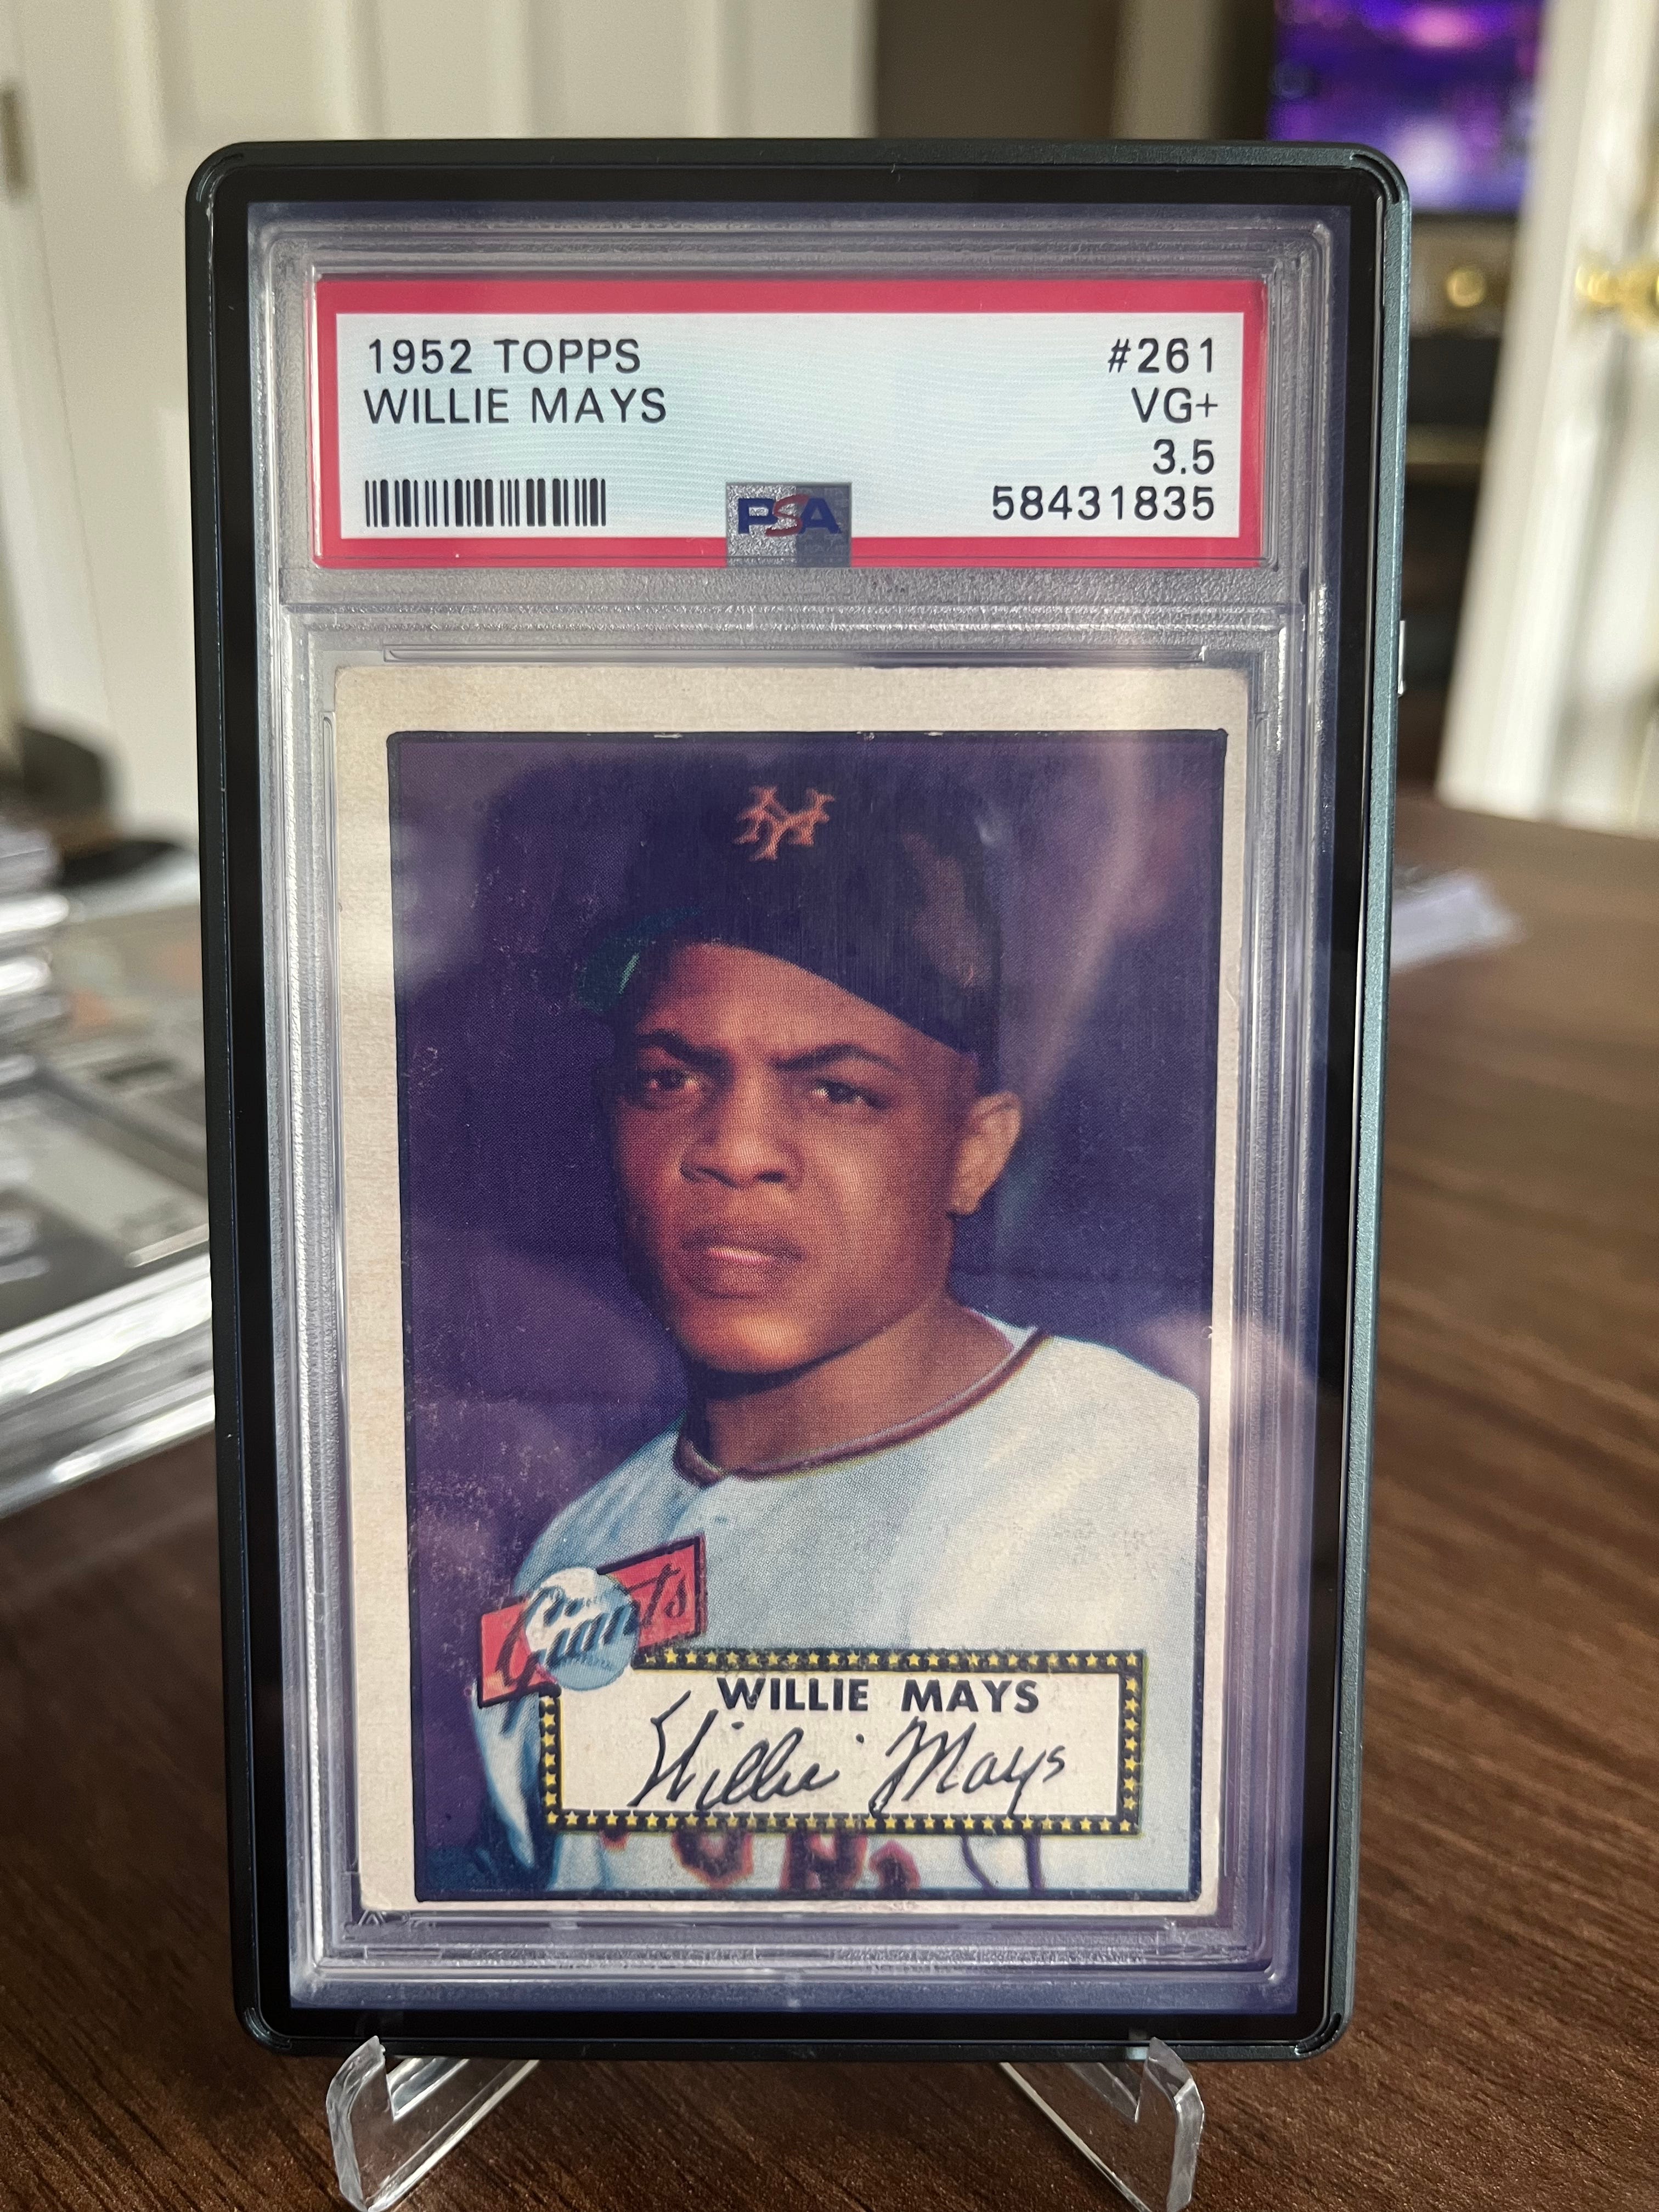 1952 TOPPS #261
WILLIE MAYS VG+
3.5
PSA 58431835
NY
Giants
WILLIE MAYS
Willie Mays